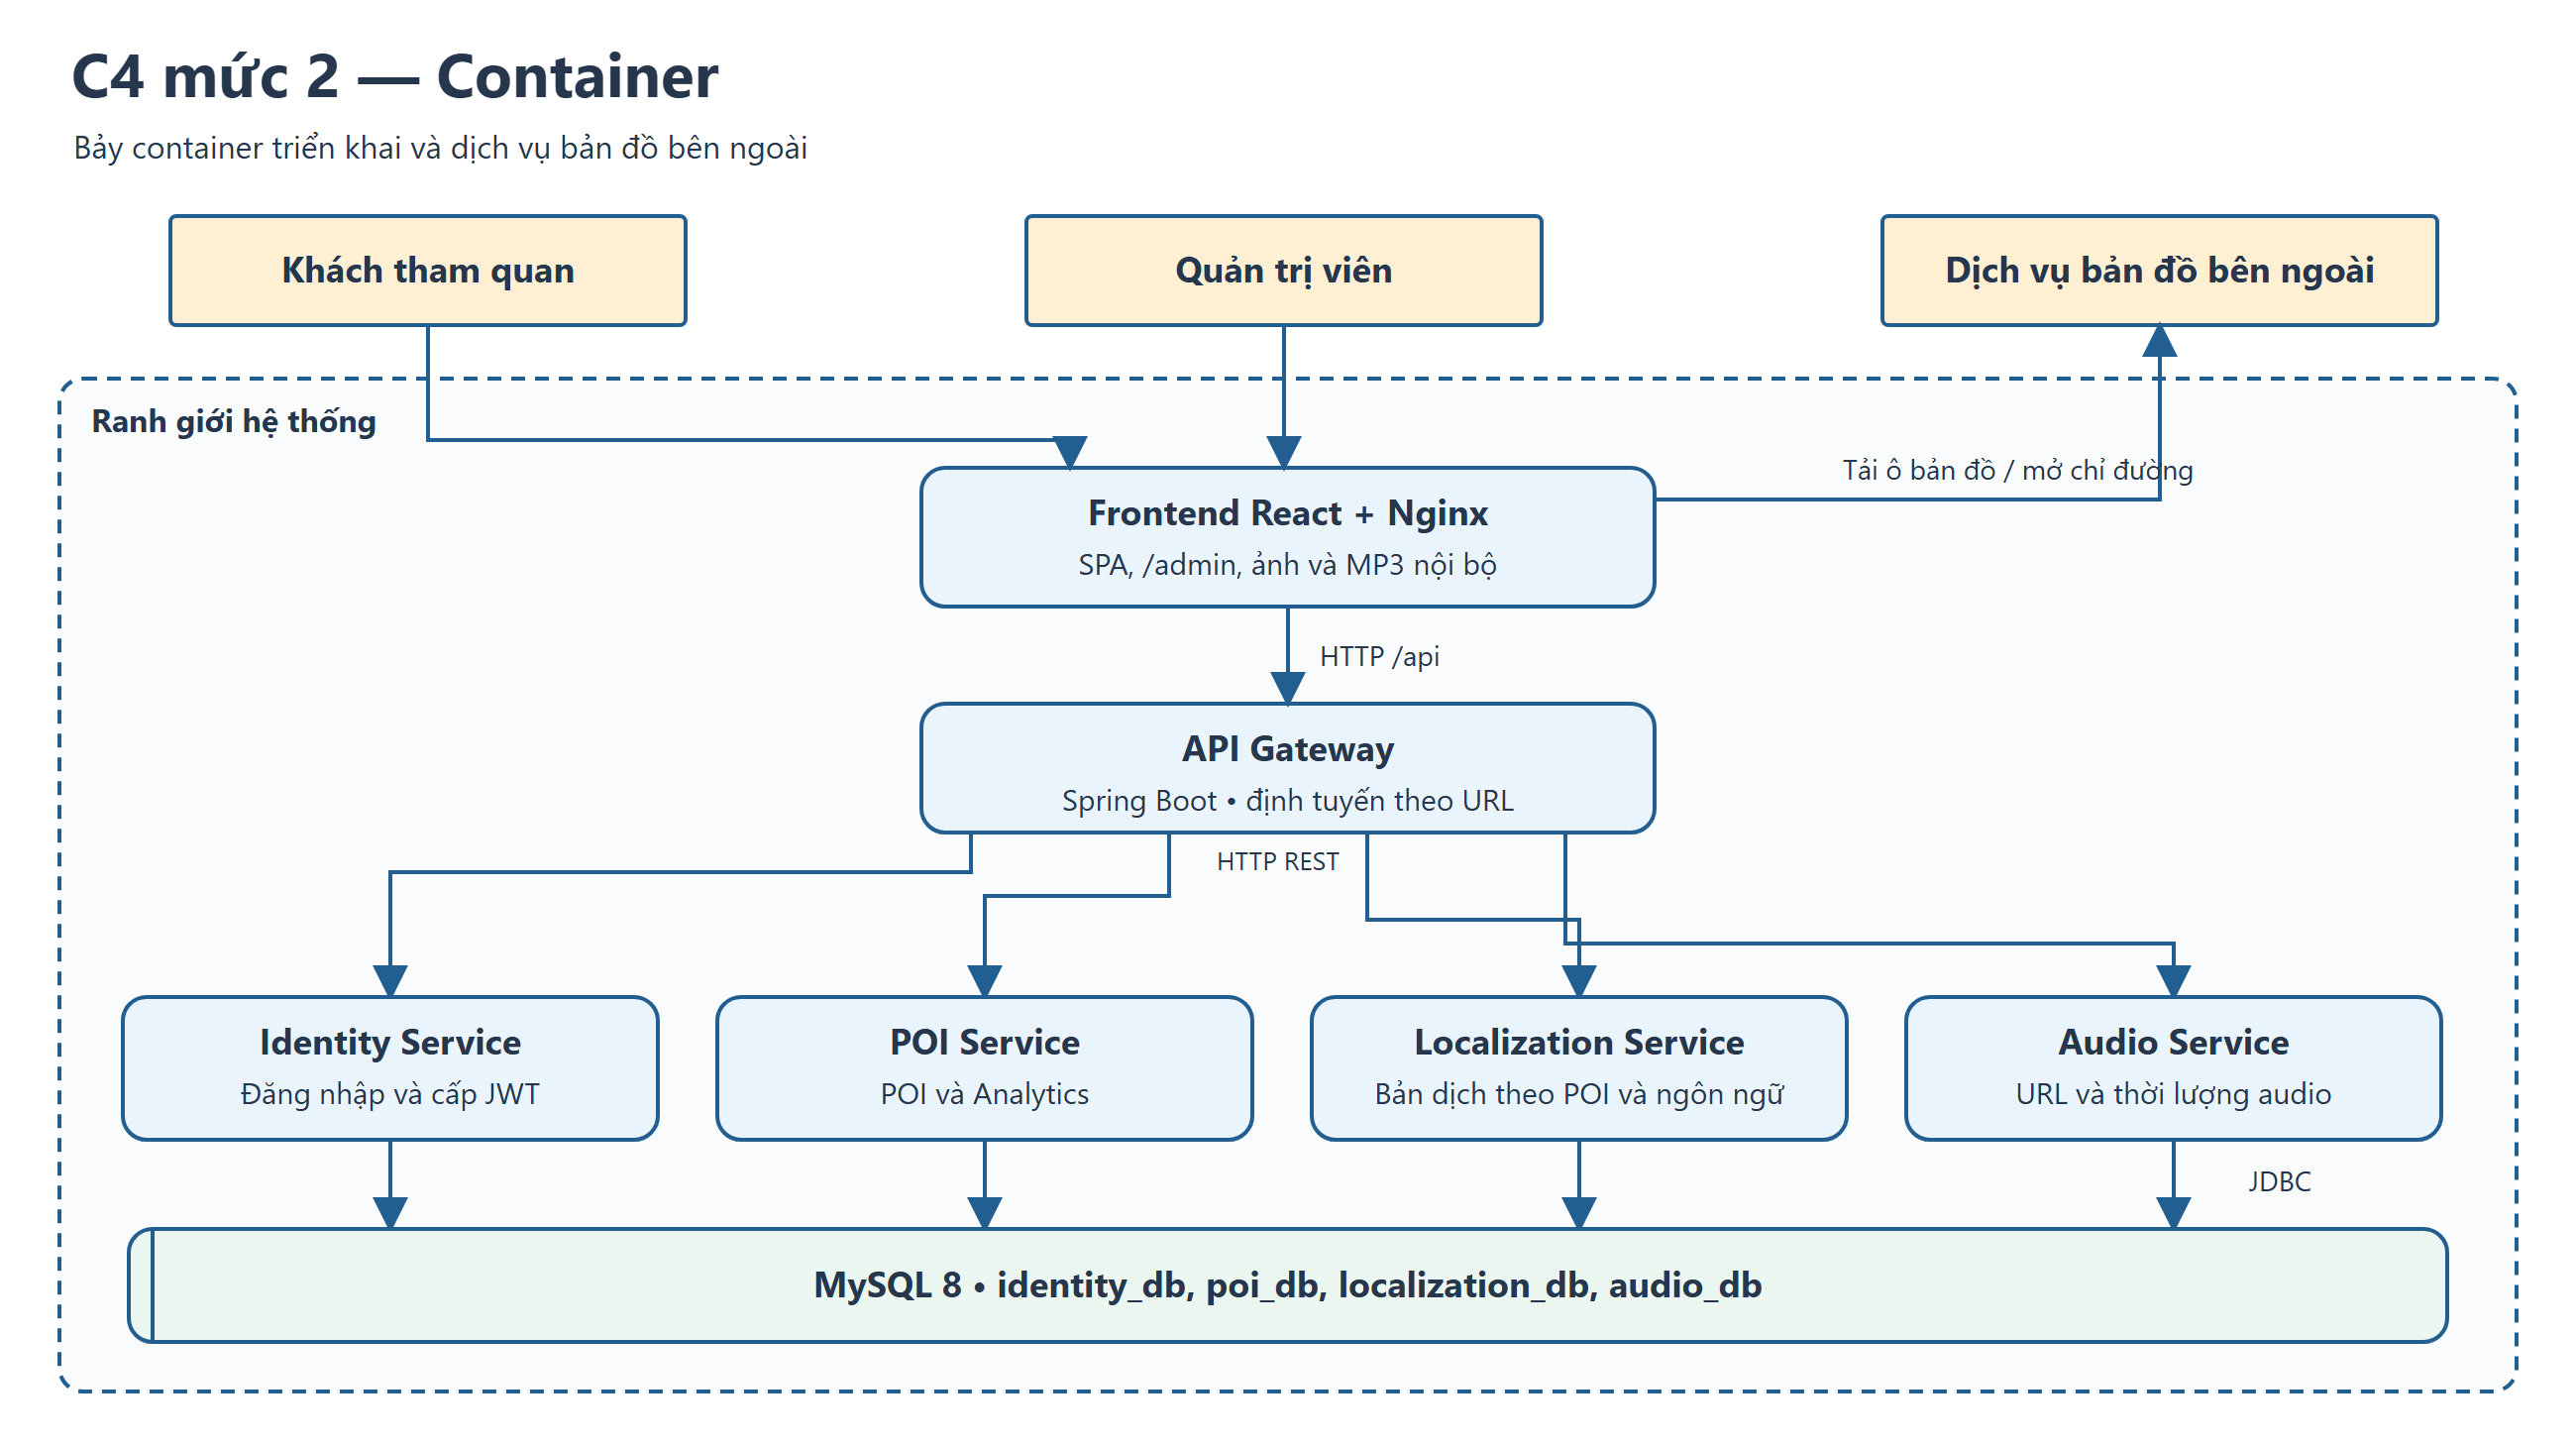 C4 mức 2 — Container
Bảy container triển khai và dịch vụ bản đồ bên ngoài
Khách tham quan
Quản trị viên
Dịch vụ bản đồ bên ngoài
Ranh giới hệ thống
Tải ô bản đồ / mở chỉ đường
Frontend React + Nginx
SPA, /admin, ảnh và MP3 nội bộ
HTTP /api
API Gateway
Spring Boot • định tuyến theo URL
HTTP REST
Identity Service
Đăng nhập và cấp JWT
POI Service
POI và Analytics
Localization Service
Bản dịch theo POI và ngôn ngữ
Audio Service
URL và thời lượng audio
JDBC
MySQL 8 • identity_db, poi_db, localization_db, audio_db